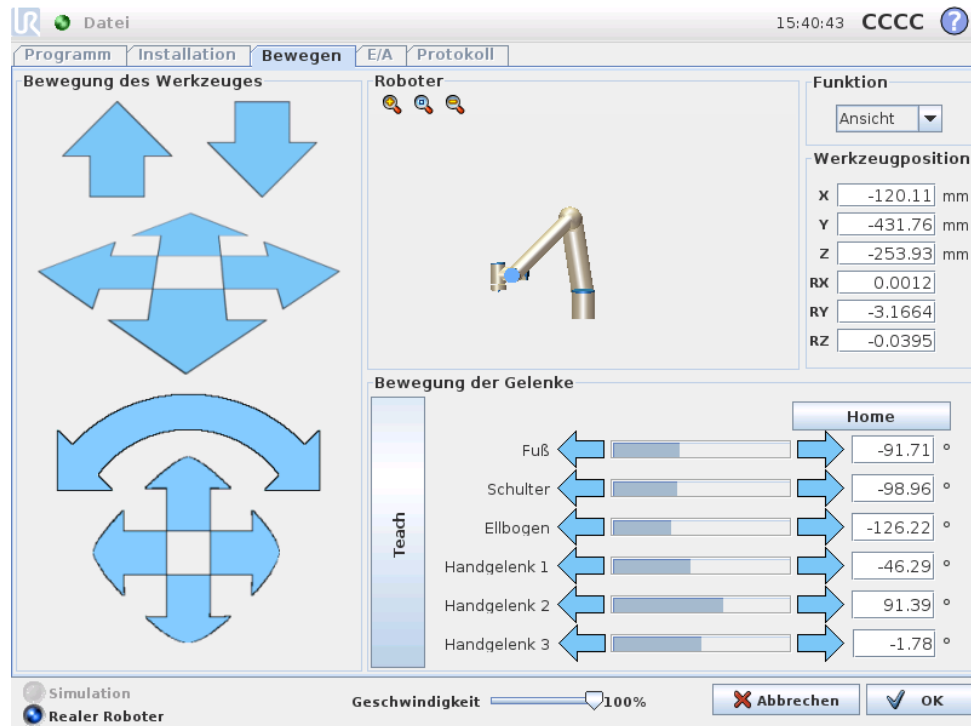 UR Datei 15:40:43 CCCC ?
Programm Installation Bewegen E/A Protokoll
Bewegung des Werkzeuges
Roboter
Funktion
Ansicht
Werkzeugposition
X -120.11 mm
Y -431.76 mm
Z -253.93 mm
RX 0.0012
RY -3.1664
RZ -0.0395
Bewegung der Gelenke
Teach
Home
Fuß -91.71 °
Schulter -98.96 °
Ellbogen -126.22 °
Handgelenk 1 -46.29 °
Handgelenk 2 91.39 °
Handgelenk 3 -1.78 °
Simulation
Realer Roboter
Geschwindigkeit 100%
Abbrechen
OK